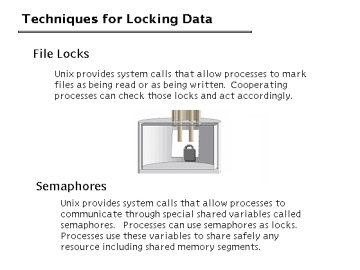 Techniques for Locking Data
File Locks
Unix provides system calls that allow processes to mark
files as being read or as being written. Cooperating
processes can check those locks and act accordingly.
Semaphores
Unix provides system calls that allow processes to
communicate through special shared variables called
semaphores. Processes can use semaphores as locks.
Processes use these variables to share safely any
resource including shared memory segments.